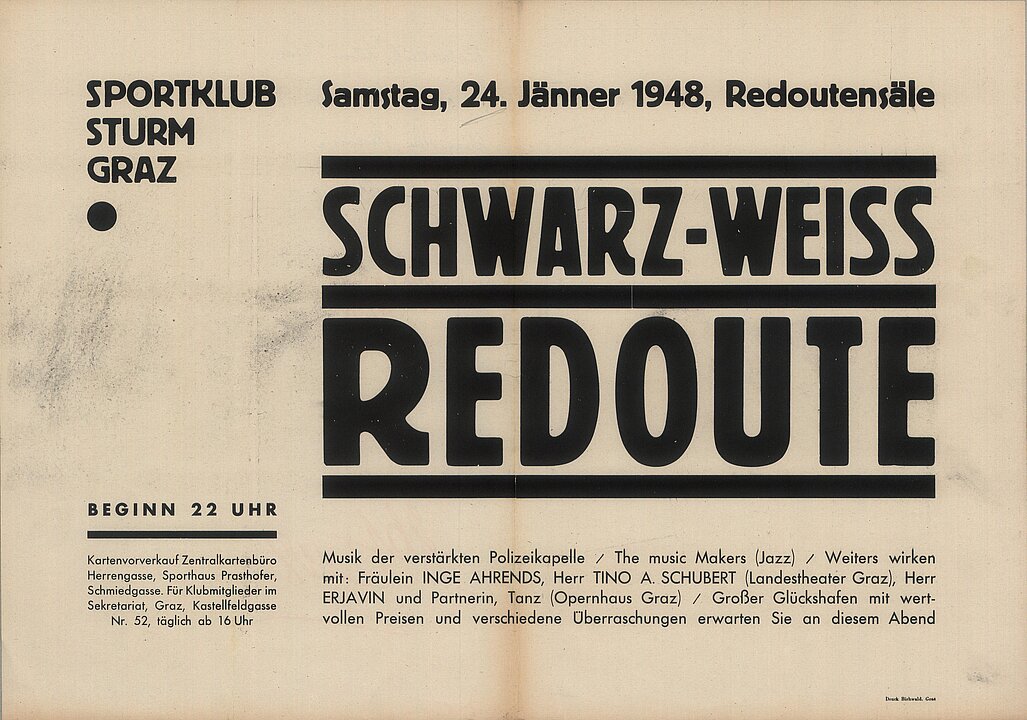 SPORTKLUB
STURM
GRAZ
Samstag, 24. Jänner 1948, Redoutensäle
SCHWARZ-WEISS
REDOUTE
BEGINN 22 UHR
Kartenvorverkauf Zentralkartenbüro
Herrengasse, Sporthaus Prasthofer,
Schmiedgasse. Für Klubmitglieder im
Sekretariat, Graz, Kastellfeldgasse
Nr. 52, täglich ab 16 Uhr
Musik der verstärkten Polizeikapelle / The music Makers (Jazz) / Weiters wirken
mit: Fräulein INGE AHRENDS, Herr TINO A. SCHUBERT (Landestheater Graz), Herr
ERJAVIN und Partnerin, Tanz (Opernhaus Graz) / Großer Glückshafen mit wert-
vollen Preisen und verschiedene Überraschungen erwarten Sie an diesem Abend
Druck Bürkwald, Graz